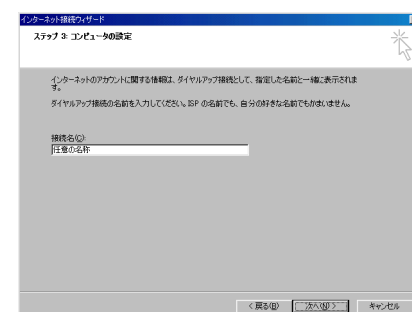 インターネット接続ウィザード
ステップ 3: コンピュータの設定
インターネットのアカウントに関する情報は、ダイヤルアップ接続として、指定した名前と一緒に表示されま
す。
ダイヤルアップ接続の名前を入力してください。ISP の名前でも、自分の好きな名前でもかまいません。
接続名(C):
任意の名称
< 戻る(B)
次へ(N) >
キャンセル